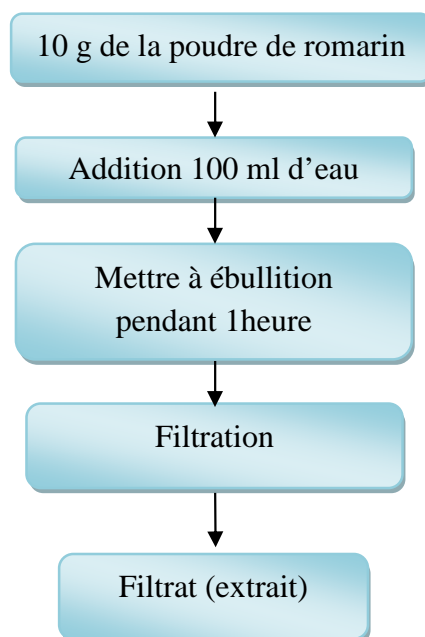 10 g de la poudre de romarin
Addition 100 ml d’eau
Mettre à ébullition
pendant 1heure
Filtration
Filtrat (extrait)